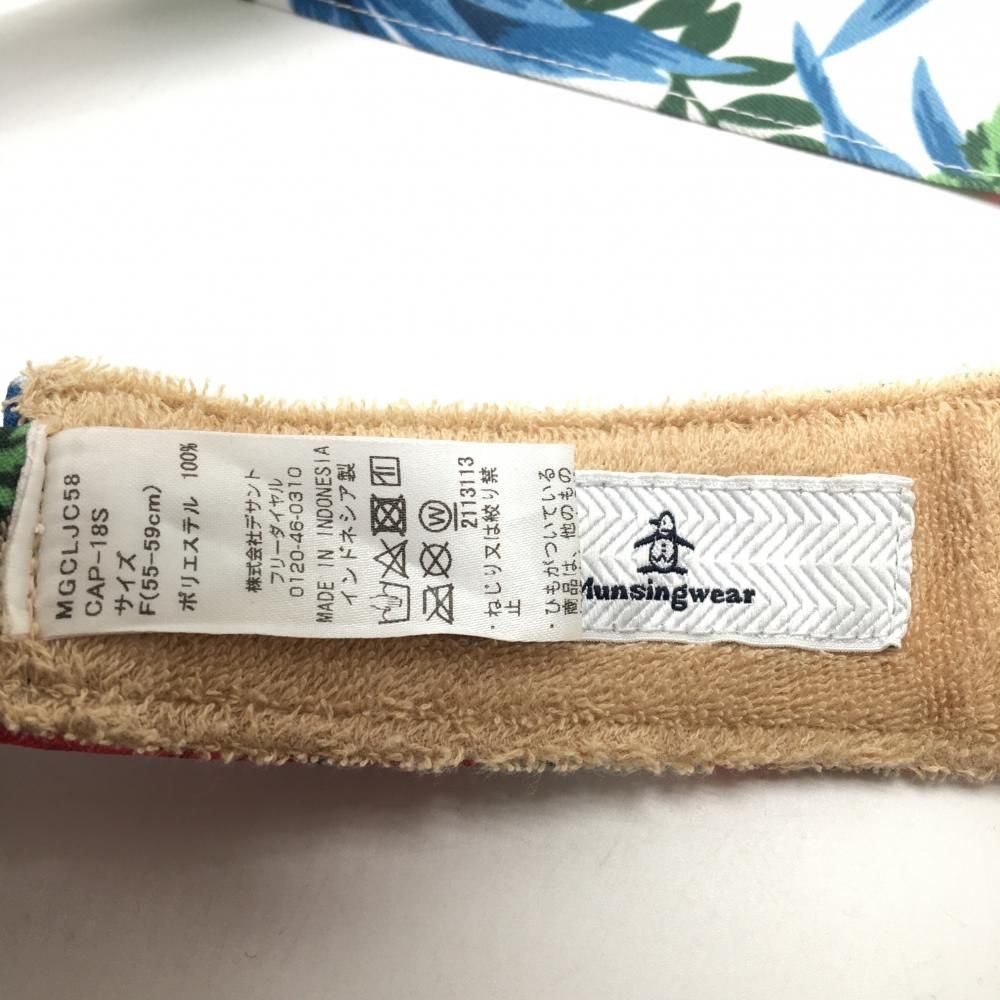 MGCLJC58
CAP-18S
サイズ
F(55-59cm)
ポリエステル 100%
株式会社デサント
フリーダイヤル
0120-46-0310
MADE IN INDONESIA
インドネシア製
W
2113113
・ねじり又は絞り禁
止
・ひもがついている
商品は、他のもの
Munsingwear